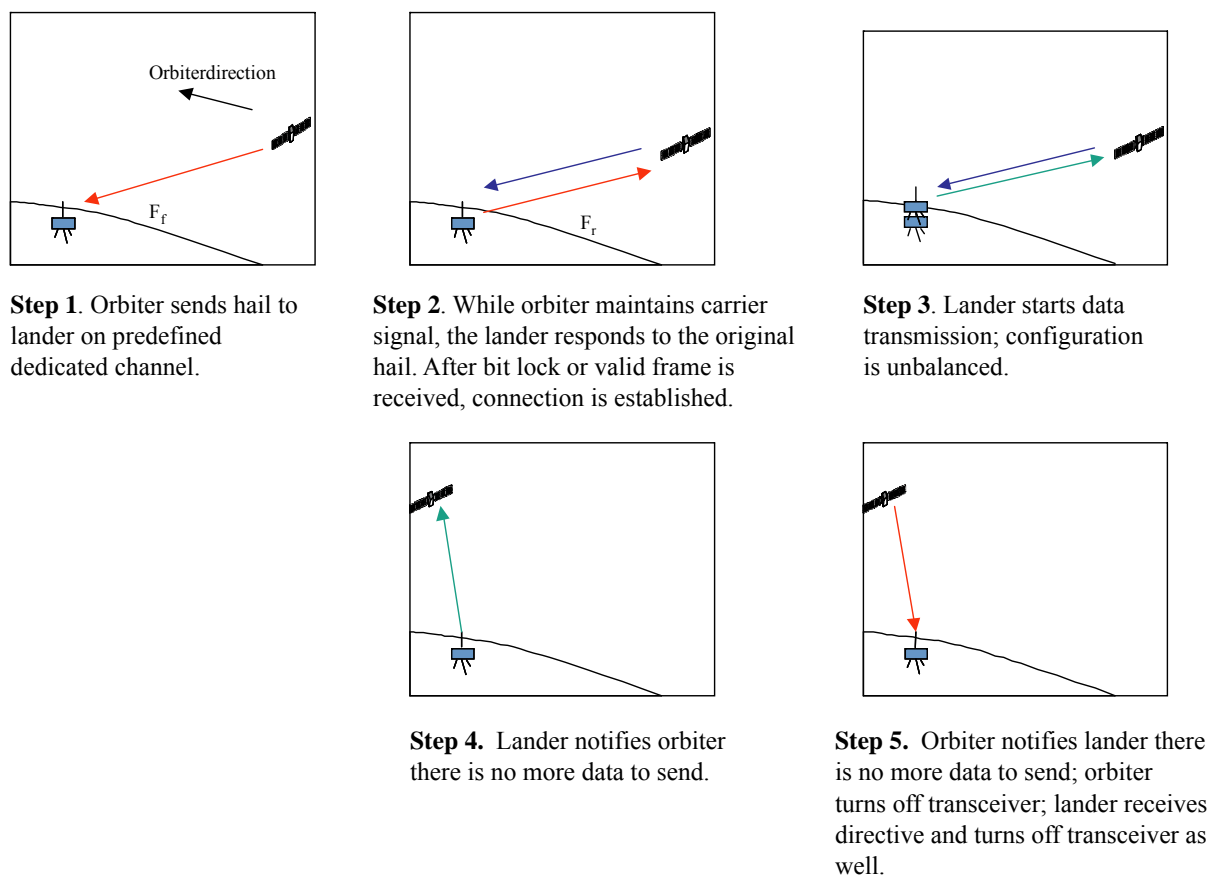 Orbiterdirection
F_f
Step 1. Orbiter sends hail to
lander on predefined
dedicated channel.
F_r
Step 2. While orbiter maintains carrier
signal, the lander responds to the original
hail. After bit lock or valid frame is
received, connection is established.
Step 3. Lander starts data
transmission; configuration
is unbalanced.
Step 4. Lander notifies orbiter
there is no more data to send.
Step 5. Orbiter notifies lander there
is no more data to send; orbiter
turns off transceiver; lander receives
directive and turns off transceiver as
well.